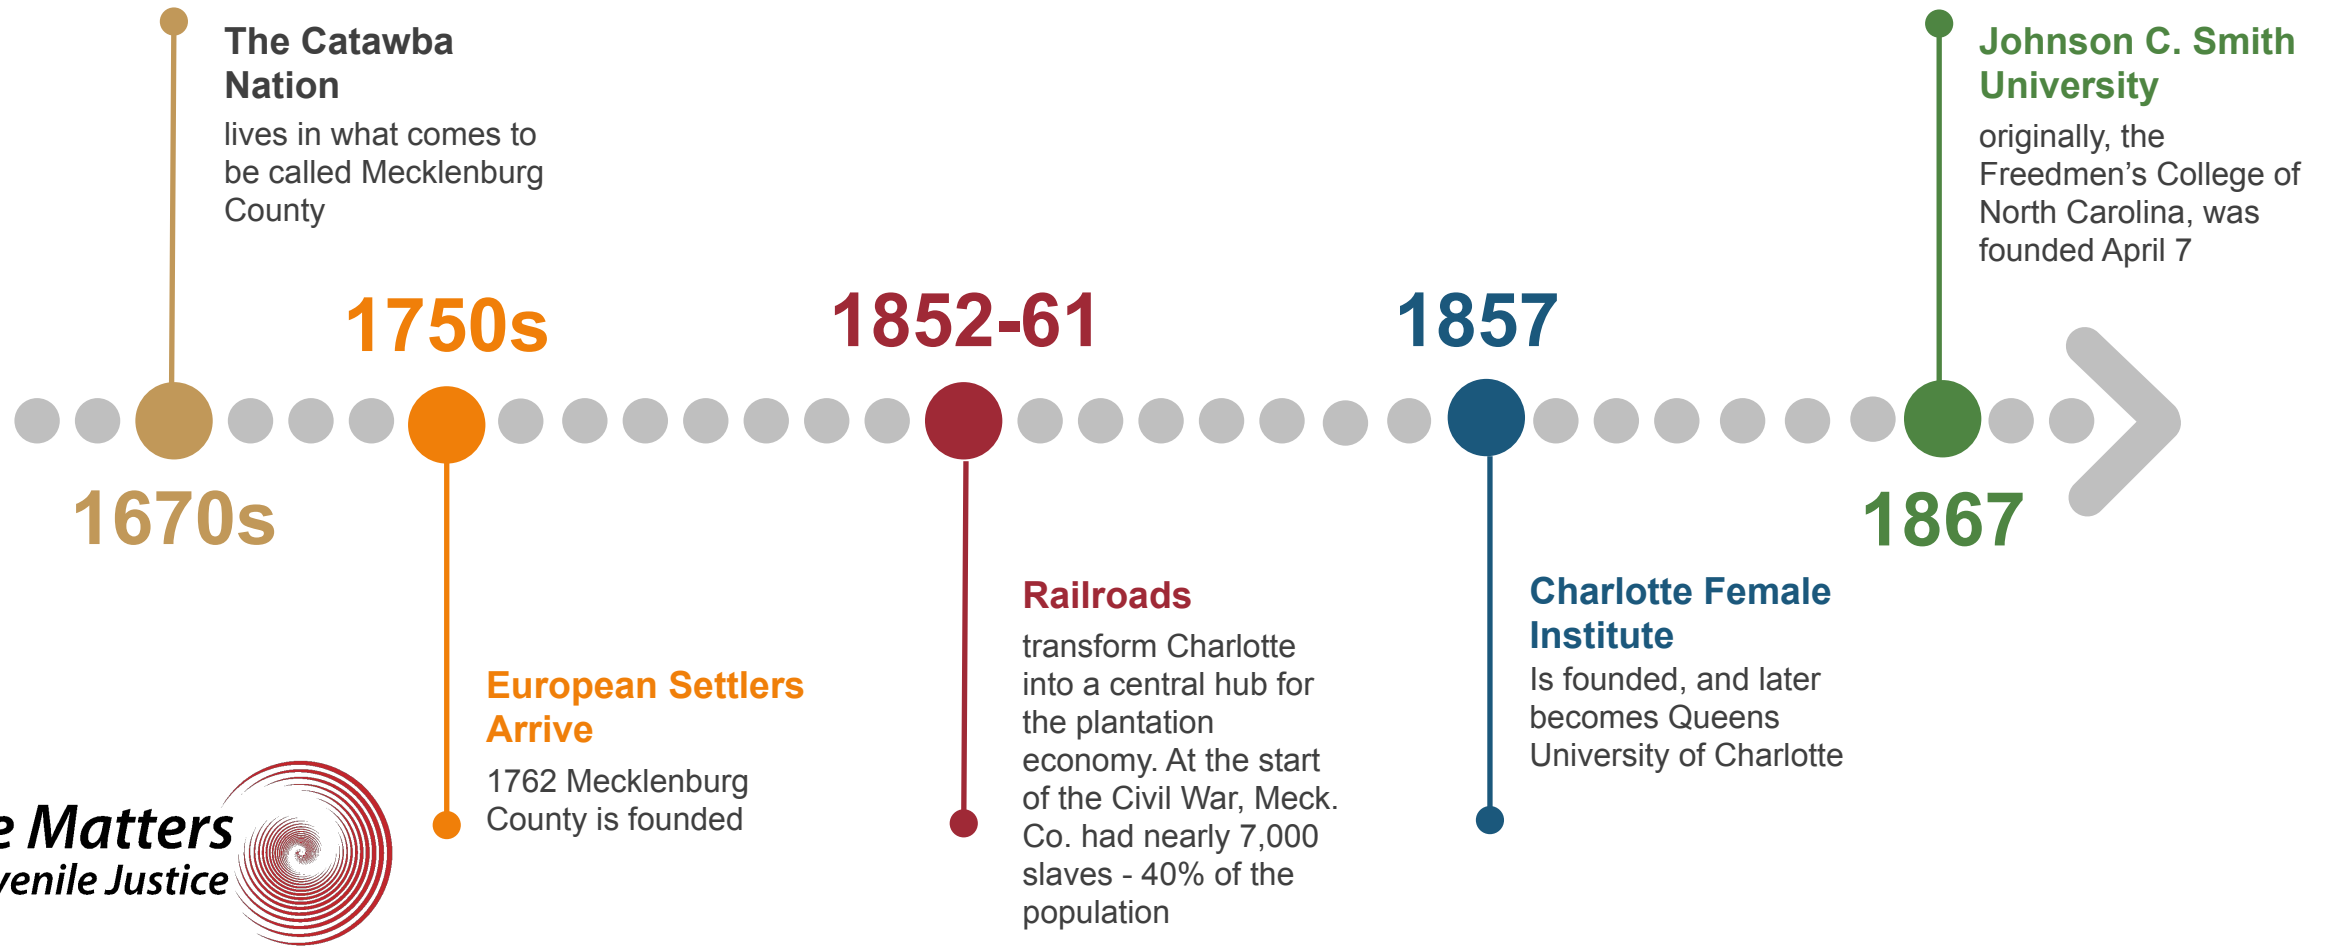 The Catawba
Nation
lives in what comes to
be called Mecklenburg
County
1670s
1750s
European Settlers
Arrive
1762 Mecklenburg
County is founded
1852-61
Railroads
transform Charlotte
into a central hub for
the plantation
economy. At the start
of the Civil War, Meck.
Co. had nearly 7,000
slaves - 40% of the
population
1857
Charlotte Female
Institute
Is founded, and later
becomes Queens
University of Charlotte
Johnson C. Smith
University
originally, the
Freedmen’s College of
North Carolina, was
founded April 7
1867
Matters
Justice